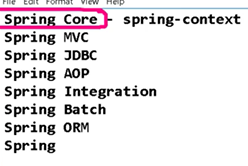 File Edit Format View Help
Spring Core - spring-context
Spring MVC
Spring JDBC
Spring AOP
Spring Integration
Spring Batch
Spring ORM
Spring